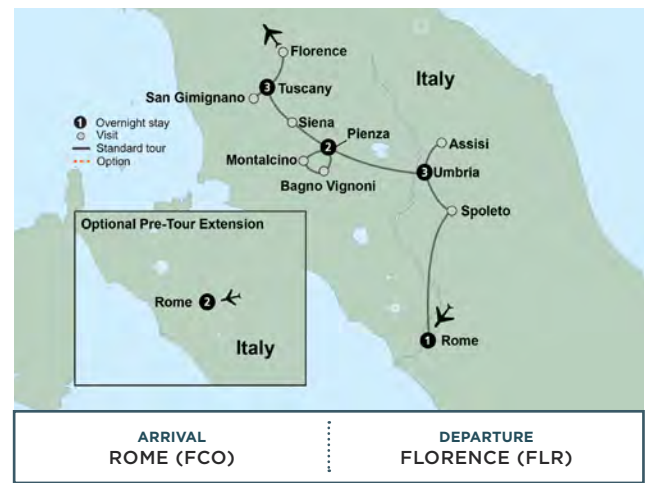 Florence
Italy
3 Tuscany
San Gimignano
1 Overnight stay
Visit
Standard tour
Option
Siena
Pienza
2
Montalcino
Bagno Vignoni
Assisi
3 Umbria
Spoleto
Optional Pre-Tour Extension
Rome 2
Italy
1 Rome
ARRIVAL
ROME (FCO)
DEPARTURE
FLORENCE (FLR)